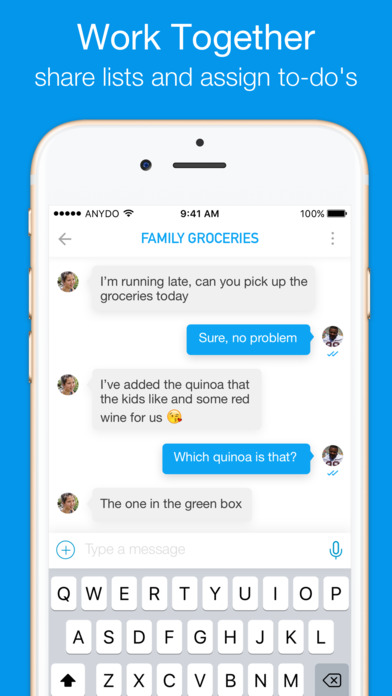 Work Together
share lists and assign to-do's
ANYDO 9:41 AM 100%
FAMILY GROCERIES
I'm running late, can you pick up the
groceries today
Sure, no problem
I've added the quinoa that
the kids like and some red
wine for us 😘
Which quinoa is that?
The one in the green box
Type a message
Q W E R T Y U I O P
A S D F G H J K L
Z X C V B N M